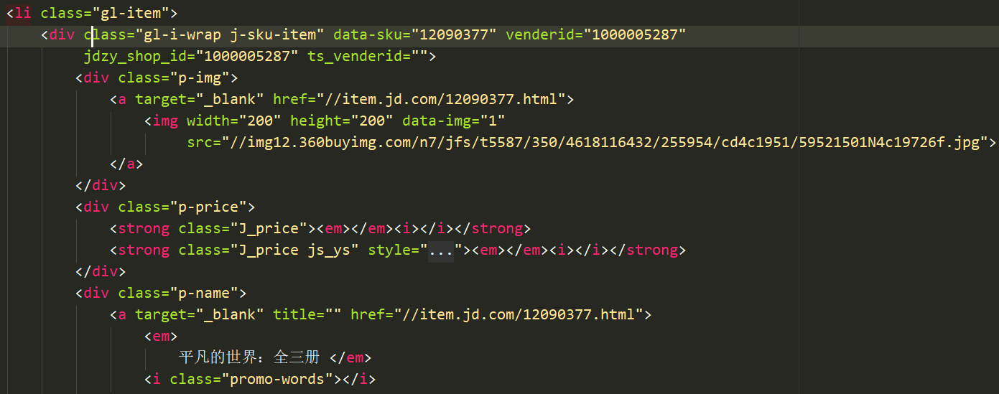 <li class="gl-item">
<div class="gl-i-wrap j-sku-item" data-sku="12090377" venderid="1000005287"
jdzy_shop_id="1000005287" ts_venderid="">
<div class="p-img">
<a target="_blank" href="//item.jd.com/12090377.html">
<img width="200" height="200" data-img="1"
src="//img12.360buyimg.com/n7/jfs/t5587/350/4618116432/255954/cd4c1951/59521501N4c19726f.jpg">
</a>
</div>
<div class="p-price">
<strong class="J_price"><em></em><i></i></strong>
<strong class="J_price js_ys" style="..."><em></em><i></i></strong>
</div>
<div class="p-name">
<a target="_blank" title="" href="//item.jd.com/12090377.html">
<em>
平凡的世界：全三册 </em>
<i class="promo-words"></i>